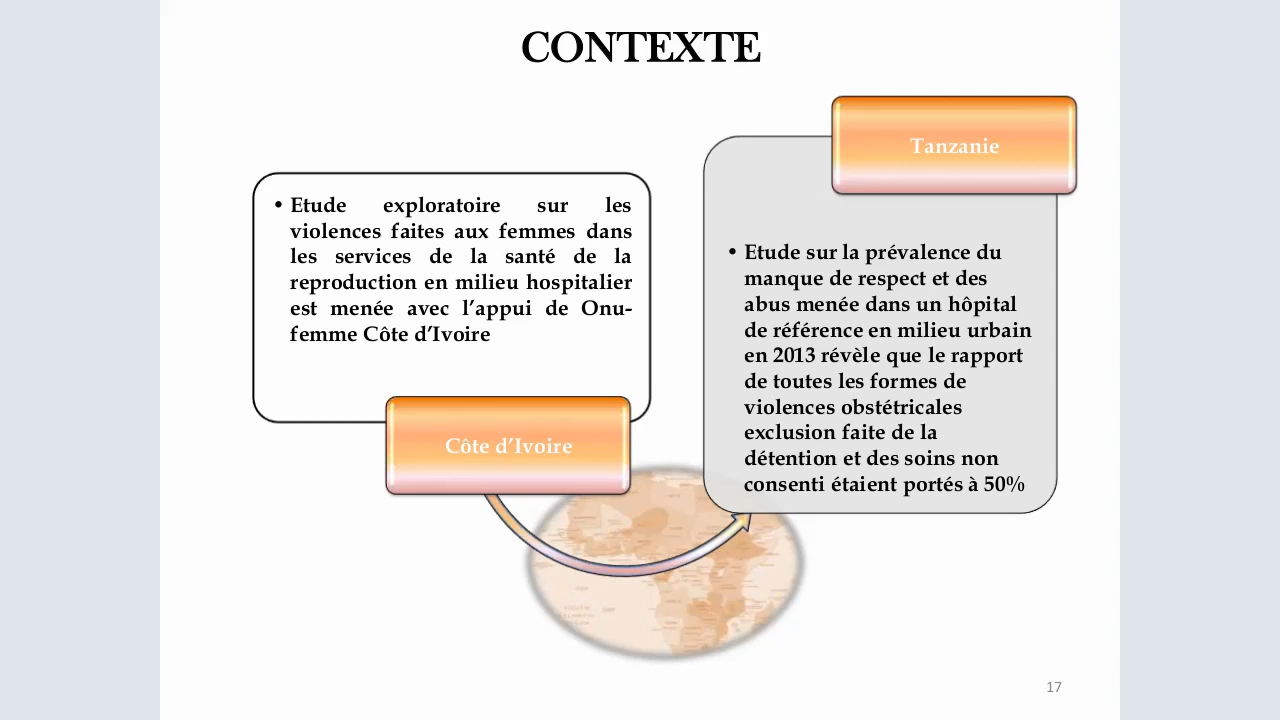 CONTEXTE
• Etude exploratoire sur les
violences faites aux femmes dans
les services de la santé de la
reproduction en milieu hospitalier
est menée avec l’appui de Onu-
femme Côte d’Ivoire
Côte d’Ivoire
Tanzanie
• Etude sur la prévalence du
manque de respect et des
abus menée dans un hôpital
de référence en milieu urbain
en 2013 révèle que le rapport
de toutes les formes de
violences obstétricales
exclusion faite de la
détention et des soins non
consenti étaient portés à 50%
17